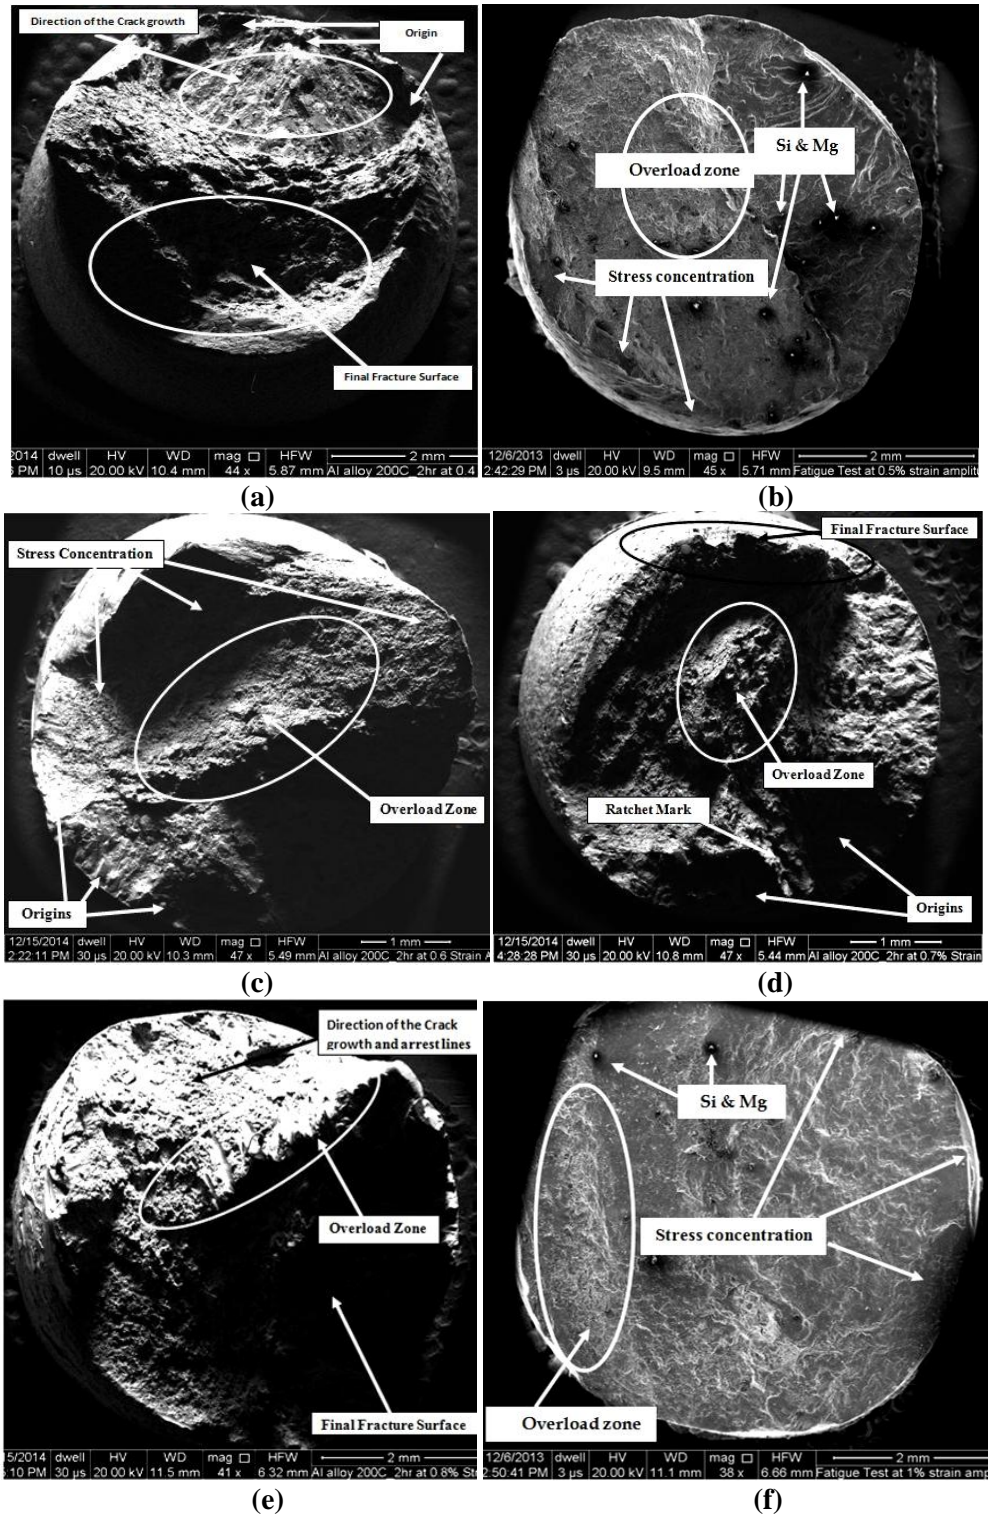 Direction of the Crack growth
Origin
Final Fracture Surface
2014 dwell HV WD mag □ HFW 2 mm
PM 10 µs 20.00 kV 10.4 mm 44 x 5.87 mm Al alloy 200C_2hr at 0.4
(a)
Si & Mg
Overload zone
Stress concentration
12/6/2013 dwell HV WD mag □ HFW 2 mm
2:42:29 PM 3 µs 20.00 kV 9.5 mm 45 x 5.71 mm Fatigue Test at 0.5% strain amplitu
(b)
Stress Concentration
Overload Zone
Origins
12/15/2014 dwell HV WD mag □ HFW 1 mm
2:22:11 PM 30 µs 20.00 kV 10.3 mm 47 x 5.49 mm Al alloy 200C_2hr at 0.6 Strain A
(c)
Final Fracture Surface
Overload Zone
Ratchet Mark
Origins
12/15/2014 dwell HV WD mag □ HFW 1 mm
4:28:28 PM 30 µs 20.00 kV 10.8 mm 47 x 5.44 mm Al alloy 200C_2hr at 0.7% Strain
(d)
Direction of the Crack
growth and arrest lines
Overload Zone
Final Fracture Surface
15/2014 dwell HV WD mag □ HFW 2 mm
:10 PM 30 µs 20.00 kV 11.5 mm 41 x 6.32 mm Al alloy 200C_2hr at 0.8% Str
(e)
Si & Mg
Stress concentration
Overload zone
12/6/2013 dwell HV WD mag □ HFW 2 mm
2:50:41 PM 3 µs 20.00 kV 11.1 mm 38 x 6.66 mm Fatigue Test at 1% strain amp
(f)